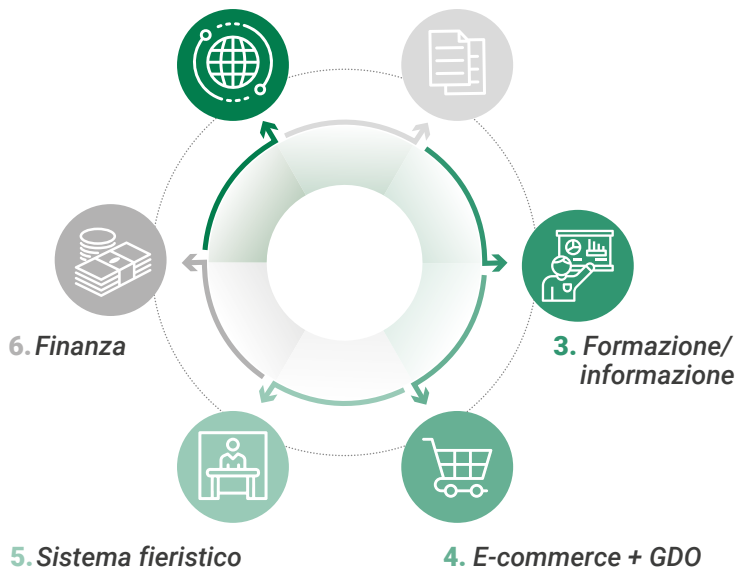 6. Finanza
3. Formazione/
informazione
5. Sistema fieristico
4. E-commerce + GDO